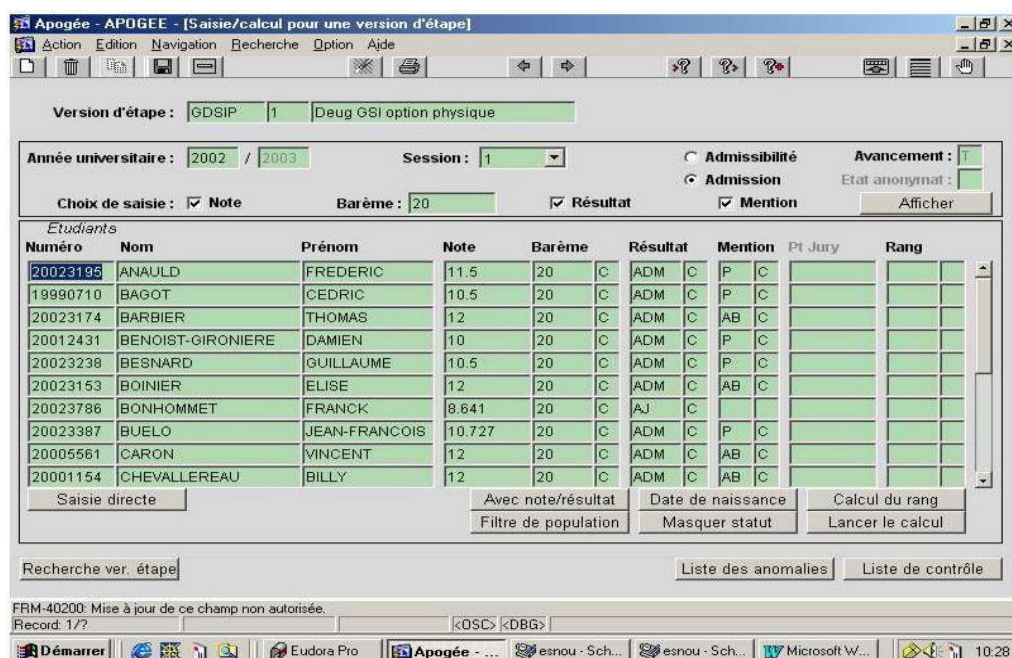 Apogée - APOGEE - [Saisie/calcul pour une version d'étape]
Action Edition Navigation Recherche Option Ajde
Version d'étape : GDSIP 1 Deug GSI option physique
Année universitaire : 2002 / 2003 Session : 1 Admissibilité Avancement : T
Admission Etat anonymat :
Choix de saisie : Note Barème : 20 Résultat Mention Afficher
Etudiants
Numéro Nom Prénom Note Barème Résultat Mention Pt Jury Rang
20023195 ANAULD FREDERIC 11.5 20 C ADM C P C
19990710 BAGOT CEDRIC 10.5 20 C ADM C P C
20023174 BARBIER THOMAS 12 20 C ADM C AB C
20012431 BENOIST-GIRONIERE DAMIEN 10 20 C ADM C P C
20023238 BESNARD GUILLAUME 10.5 20 C ADM C P C
20023153 BOINIER ELISE 12 20 C ADM C AB C
20023786 BONHOMMET FRANCK 8.641 20 C AJ C
20023387 BUELO JEAN-FRANCOIS 10.727 20 C ADM C P C
20005561 CARON VINCENT 12 20 C ADM C AB C
20001154 CHEVALLEREAU BILLY 12 20 C ADM C AB C
Saisie directe Avec note/résultat Date de naissance Calcul du rang
Filtre de population Masquer statut Lancer le calcul
Recherche ver. étape Liste des anomalies Liste de contrôle
FRM-40200: Mise à jour de ce champ non autorisée.
Record: 1/? <OSC> <DBG>
Démarrer Eudora Pro Apogée - ... esnou - Sch... esnou - Sch... Microsoft W... 10:28